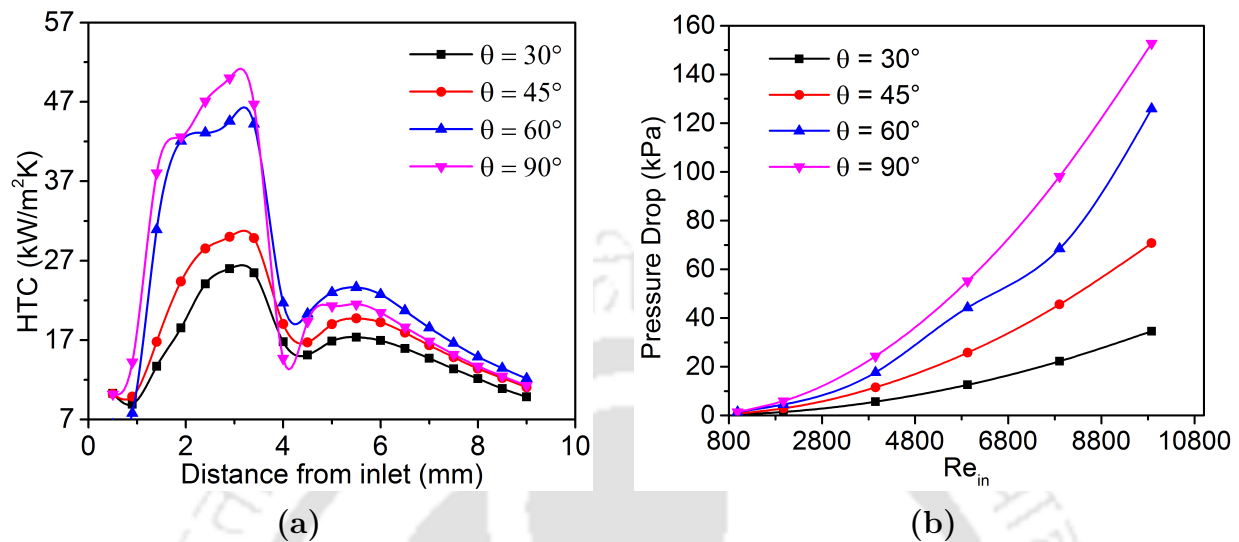 57
47
37
27
17
7
HTC (kW/m²K)
0 2 4 6 8 10
Distance from inlet (mm)
θ = 30°
θ = 45°
θ = 60°
θ = 90°
(a)
160
140
120
100
80
60
40
20
0
Pressure Drop (kPa)
800 2800 4800 6800 8800 10800
Re_in
θ = 30°
θ = 45°
θ = 60°
θ = 90°
(b)